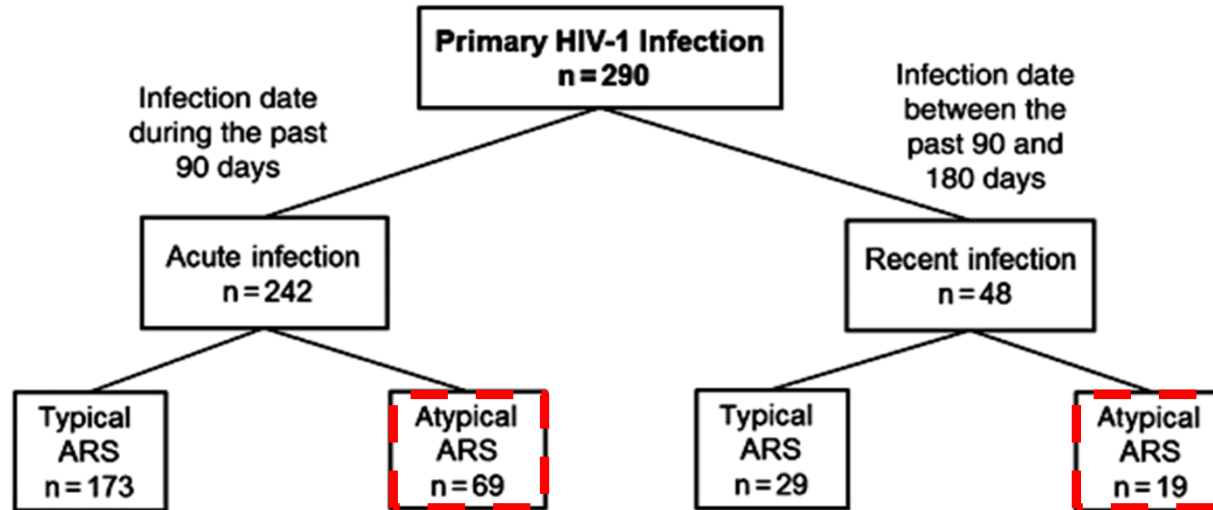 Primary HIV-1 Infection
n=290
Infection date
during the past
90 days
Infection date
between the
past 90 and
180 days
Acute infection
n=242
Recent infection
n=48
Typical
ARS
n=173
Atypical
ARS
n=69
Typical
ARS
n=29
Atypical
ARS
n=19